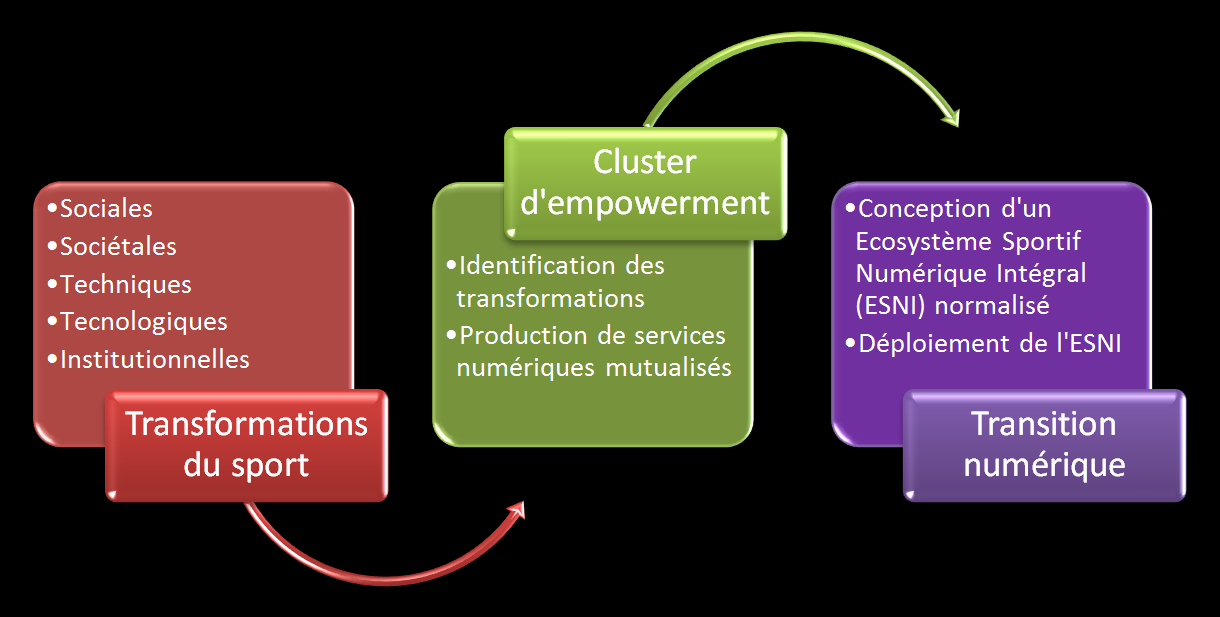 •Sociales
•Sociétales
•Techniques
•Tecnologiques
•Institutionnelles
Transformations
du sport
Cluster
d'empowerment
•Identification des
transformations
•Production de services
numériques mutualisés
•Conception d'un
Ecosystème Sportif
Numérique Intégral
(ESNI) normalisé
•Déploiement de l'ESNI
Transition
numérique